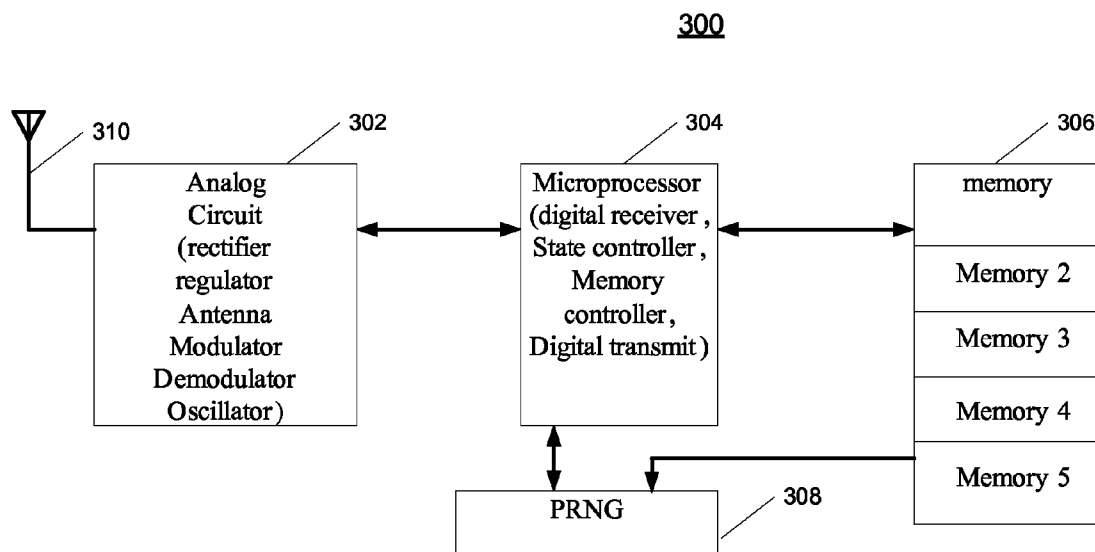 300
310
302
304
306
Analog
Circuit
(rectifier
regulator
Antenna
Modulator
Demodulator
Oscillator)
Microprocessor
(digital receiver,
State controller,
Memory
controller,
Digital transmit)
memory
Memory 2
Memory 3
Memory 4
Memory 5
PRNG
308